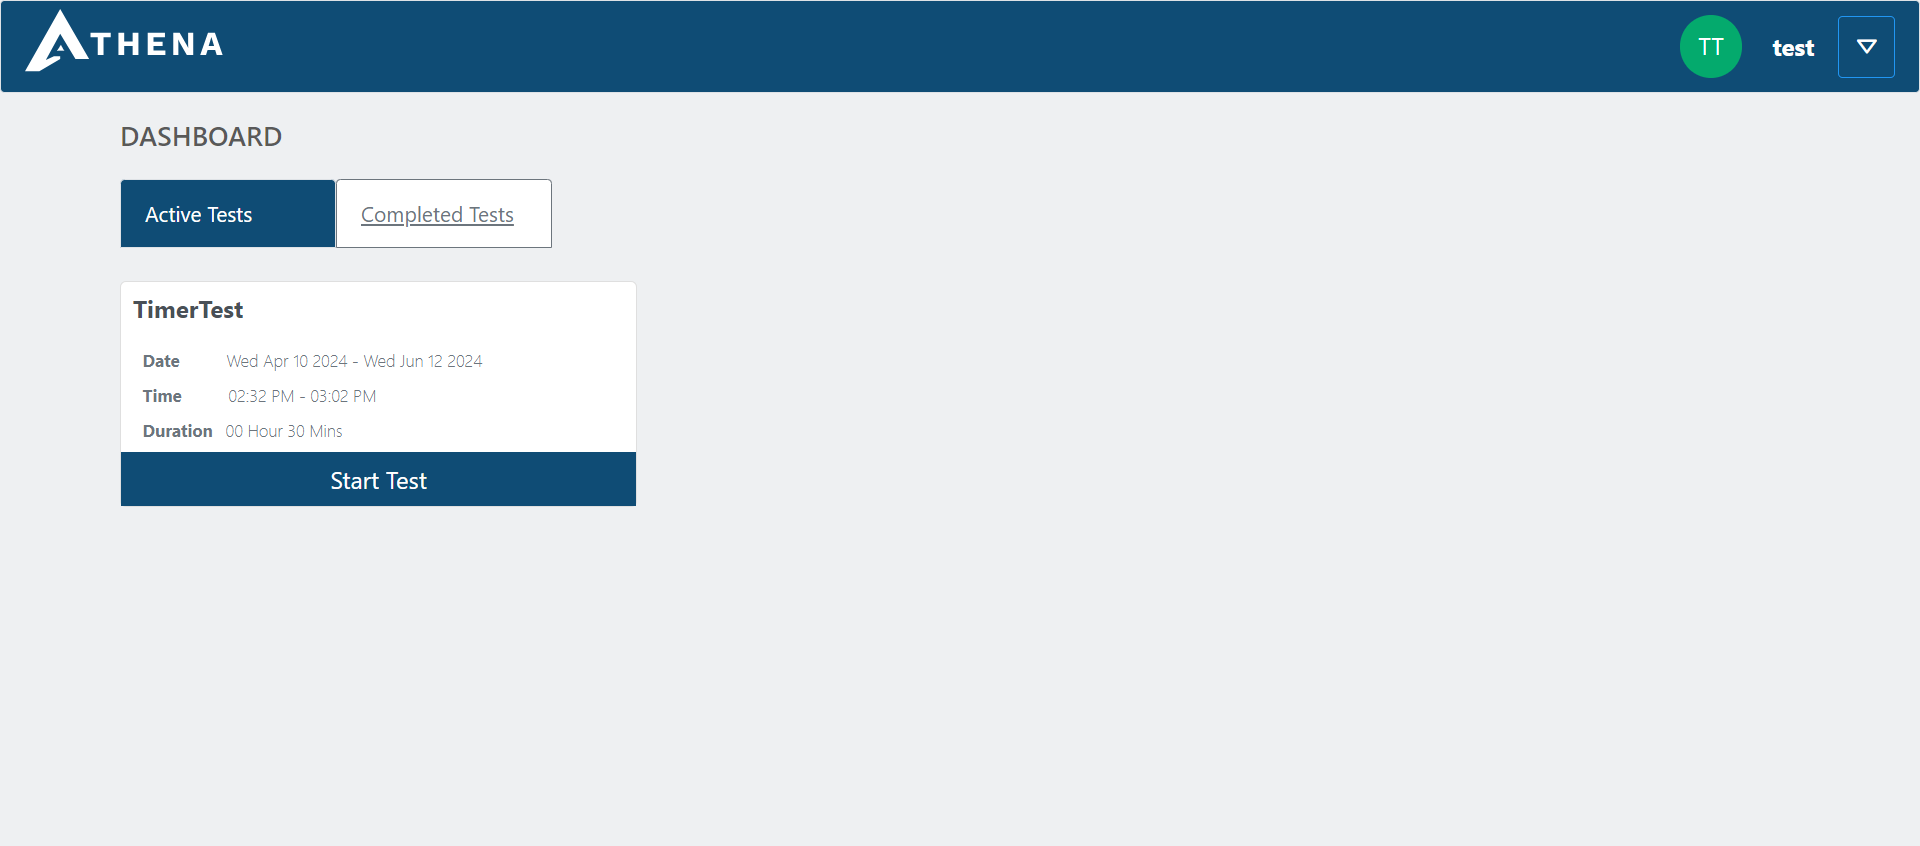 ATHENA
TT
test
DASHBOARD
Active Tests
Completed Tests
TimerTest
Date Wed Apr 10 2024 - Wed Jun 12 2024
Time 02:32 PM - 03:02 PM
Duration 00 Hour 30 Mins
Start Test